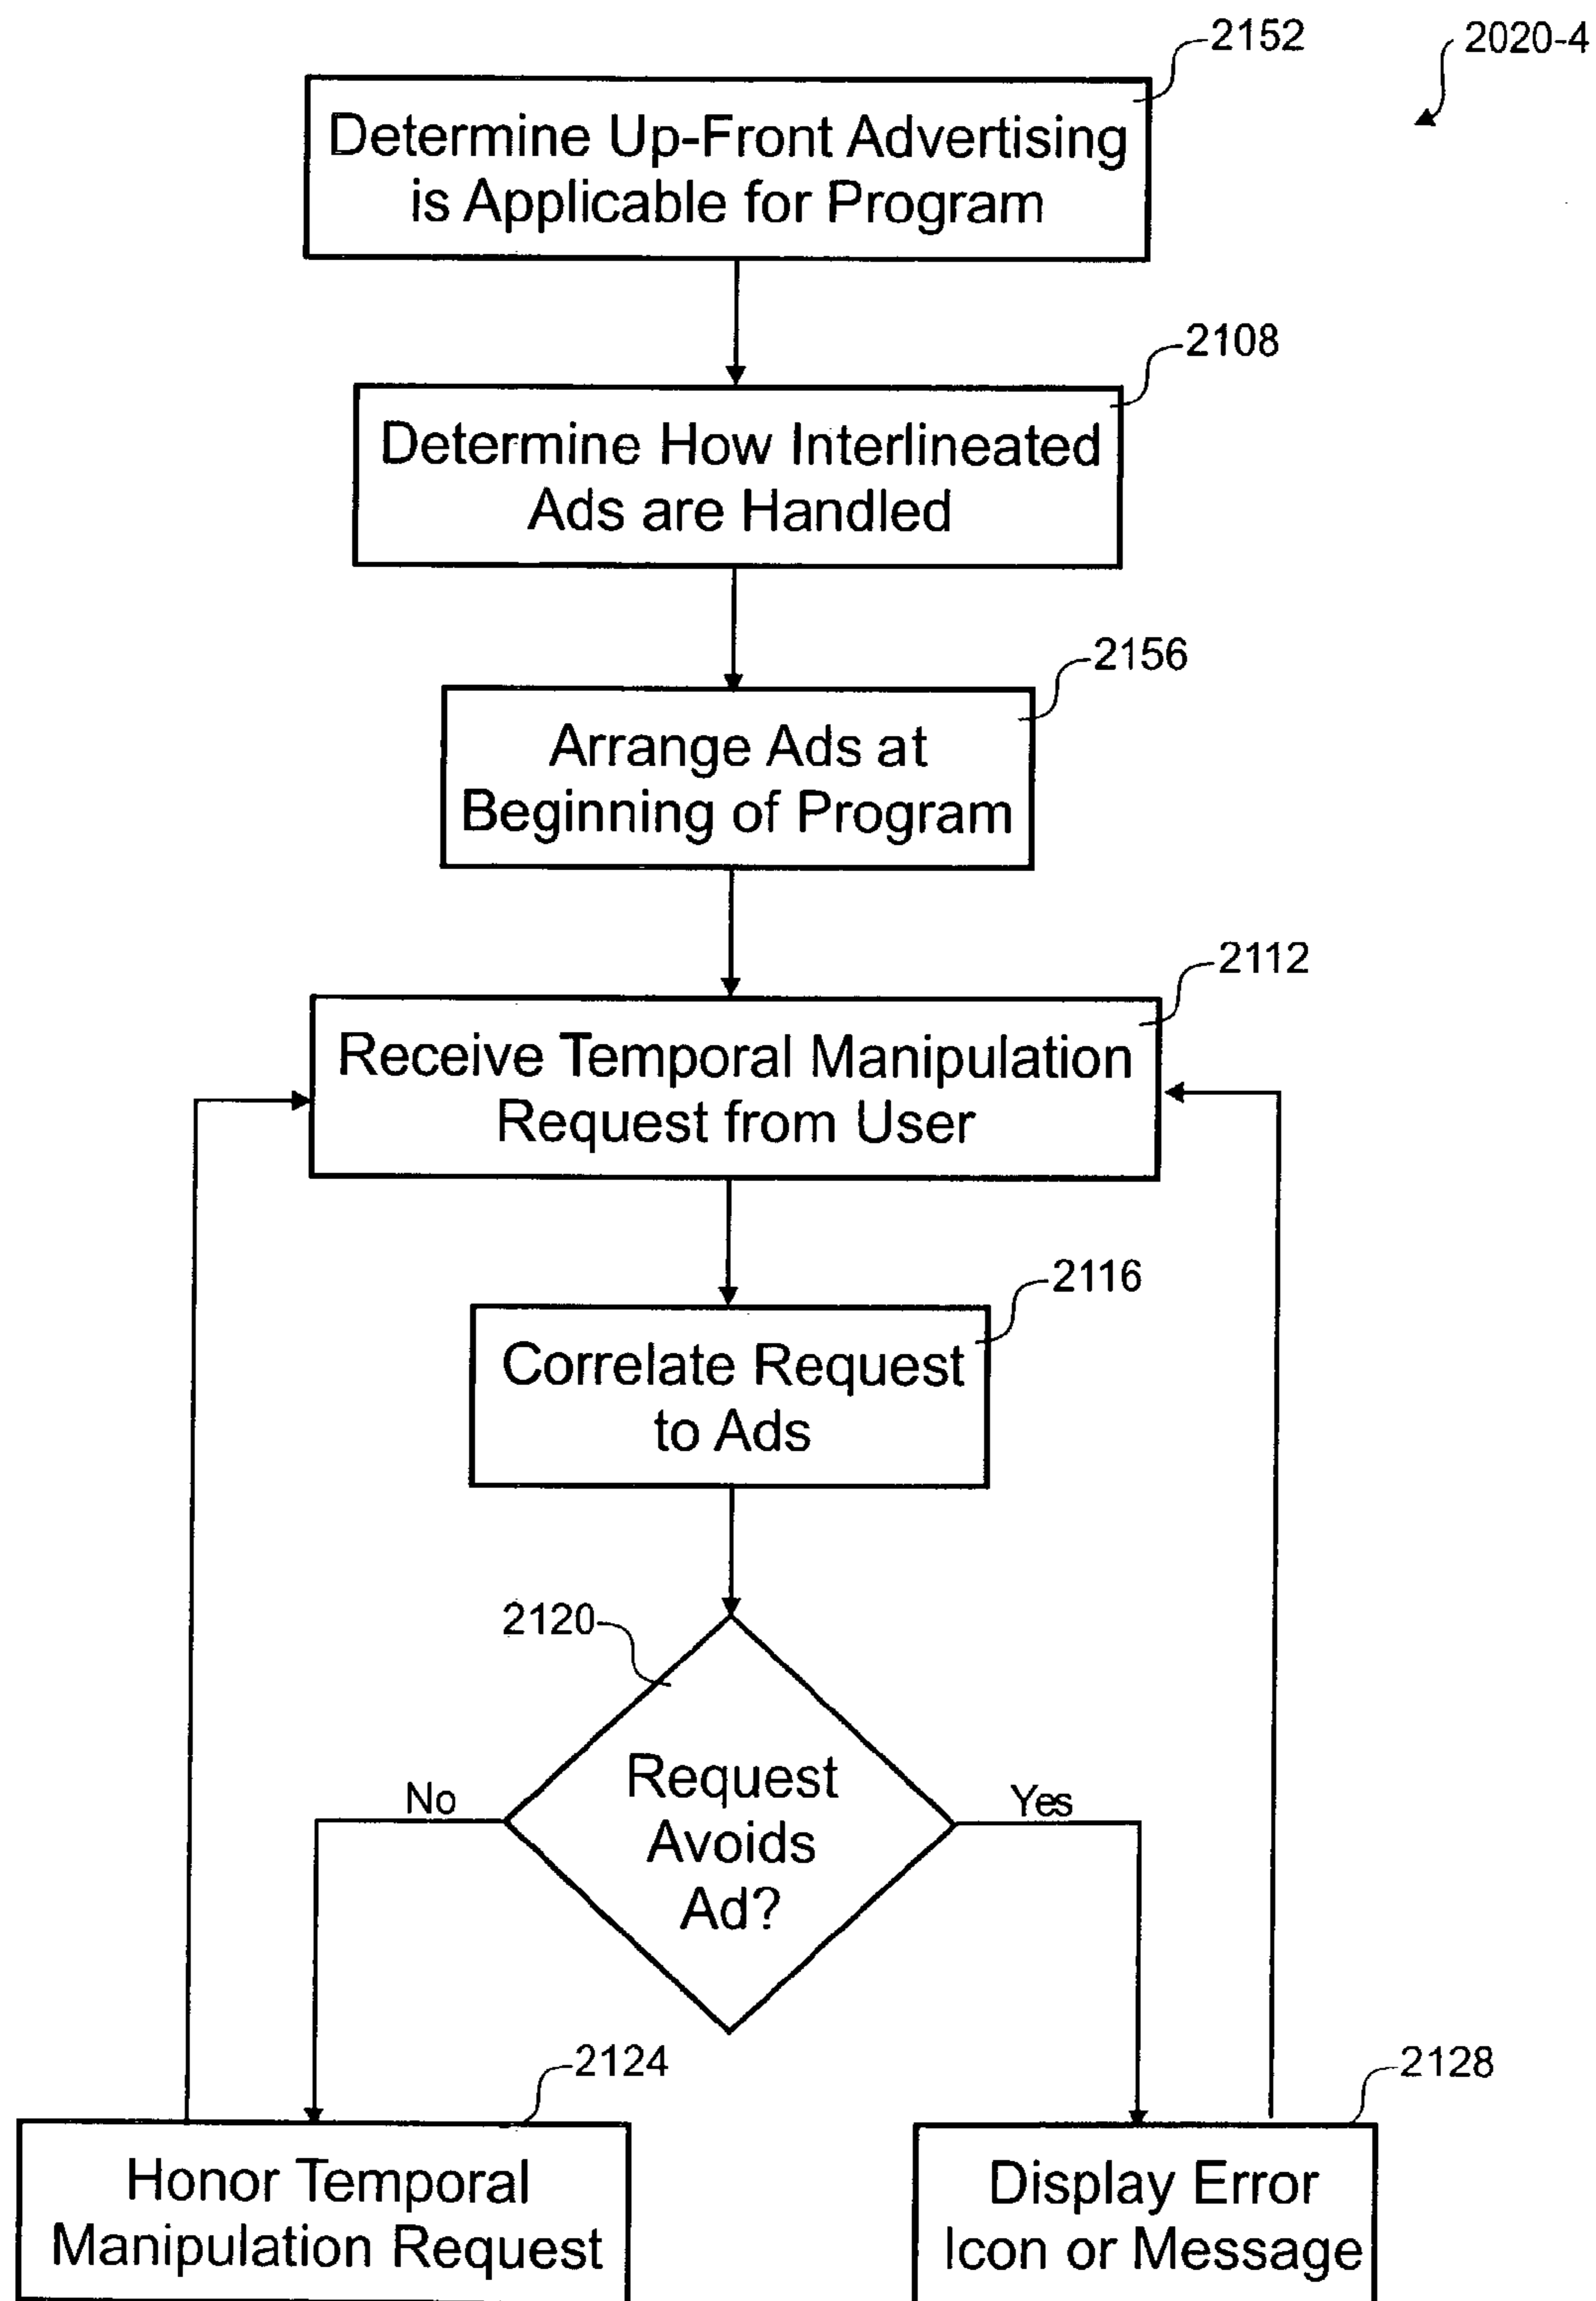 2152
2020-4
Determine Up-Front Advertising
is Applicable for Program
2108
Determine How Interlineated
Ads are Handled
2156
Arrange Ads at
Beginning of Program
2112
Receive Temporal Manipulation
Request from User
2116
Correlate Request
to Ads
2120
Request
Avoids
Ad?
No
Yes
2124
2128
Honor Temporal
Manipulation Request
Display Error
Icon or Message